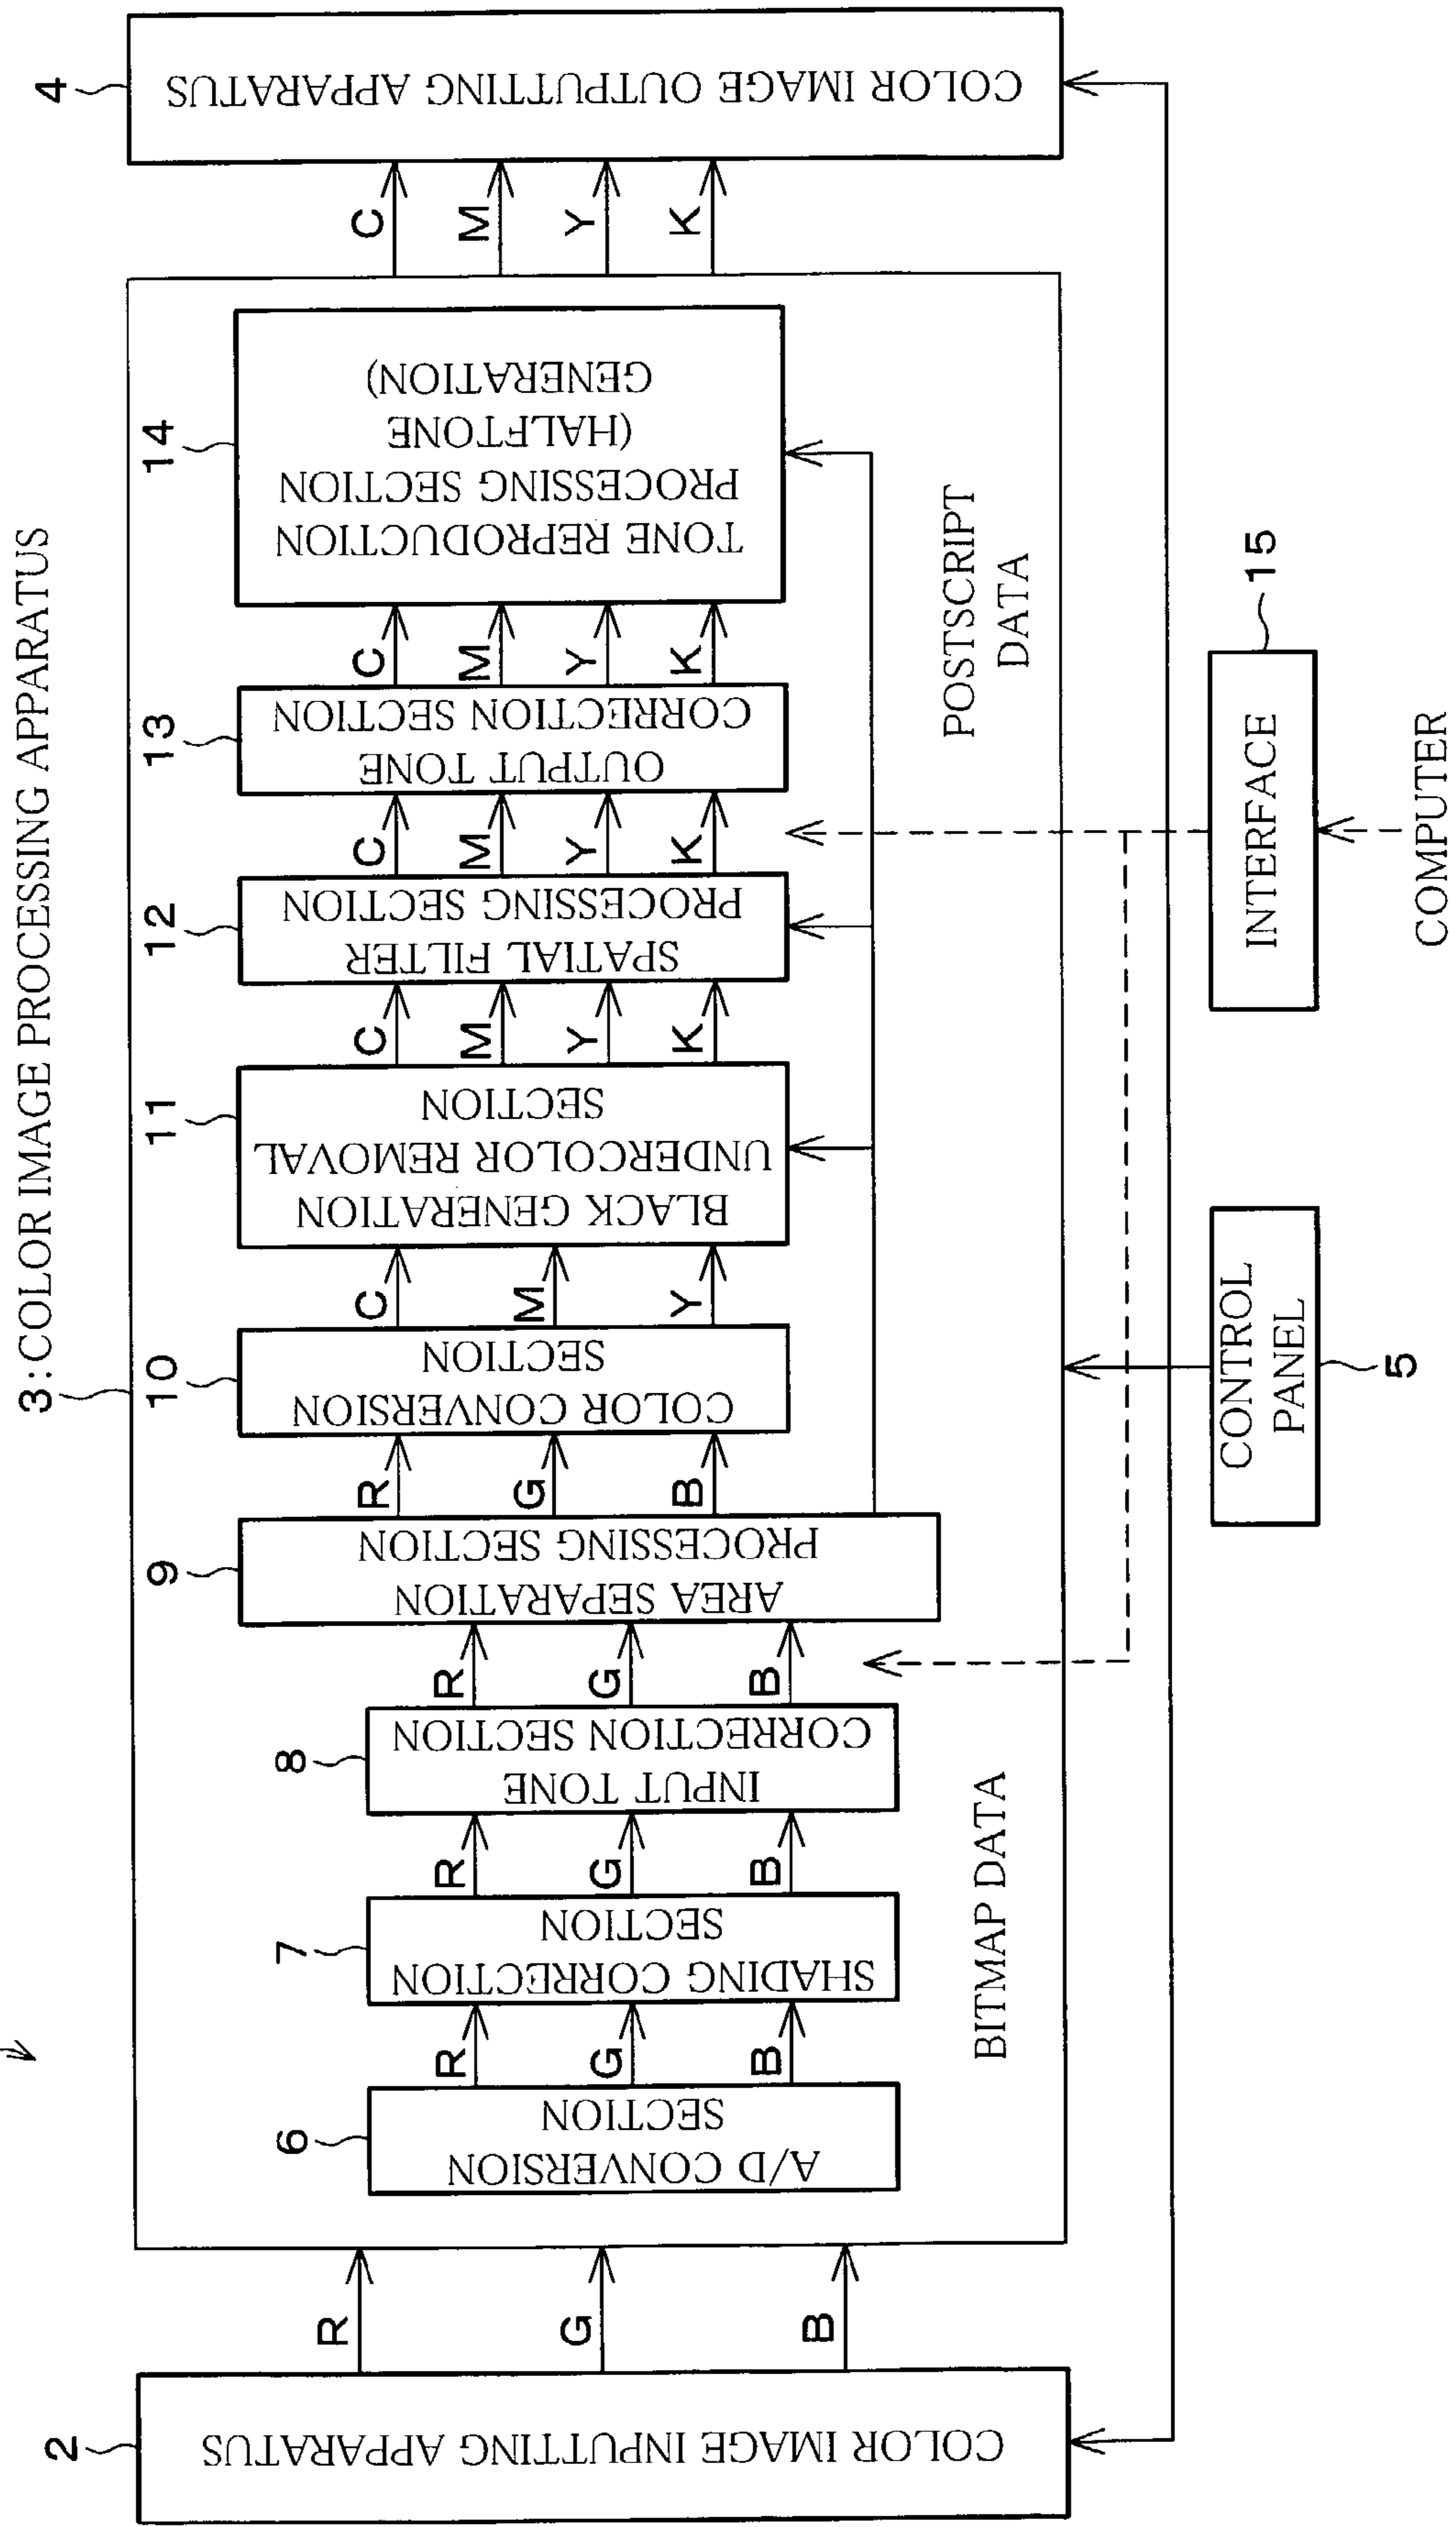 3:COLOR IMAGE PROCESSING APPARATUS
2
COLOR IMAGE INPUTTING APPARATUS
R
G
B
6
A/D CONVERSION
SECTION
R
G
B
7
SHADING CORRECTION
SECTION
R
G
B
8
INPUT TONE
CORRECTION SECTION
R
G
B
9
AREA SEPARATION
PROCESSING SECTION
R
G
B
10
COLOR CONVERSION
SECTION
C
M
Y
11
BLACK GENERATION
UNDERCOLOR REMOVAL
SECTION
C
M
Y
K
12
SPATIAL FILTER
PROCESSING SECTION
C
M
Y
K
13
OUTPUT TONE
CORRECTION SECTION
C
M
Y
K
14
TONE REPRODUCTION
PROCESSING SECTION
(HALFTONE
GENERATION)
C
M
Y
K
4
COLOR IMAGE OUTPUTTING APPARATUS
BITMAP DATA
POSTSCRIPT
DATA
CONTROL
PANEL
5
INTERFACE
15
COMPUTER